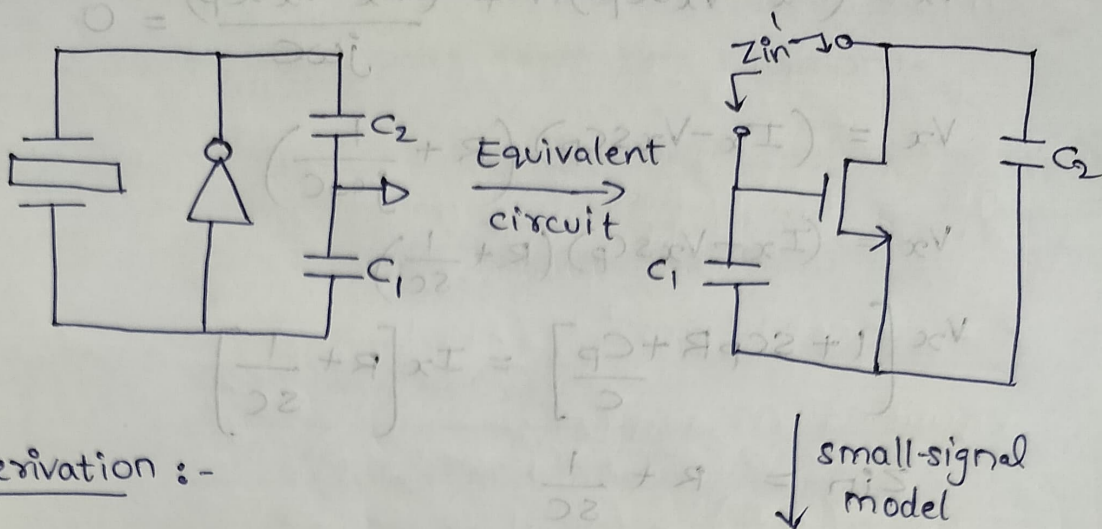 C2
C1
Equivalent
circuit
Zin
C2
C1
erivation :-
small-signal
model